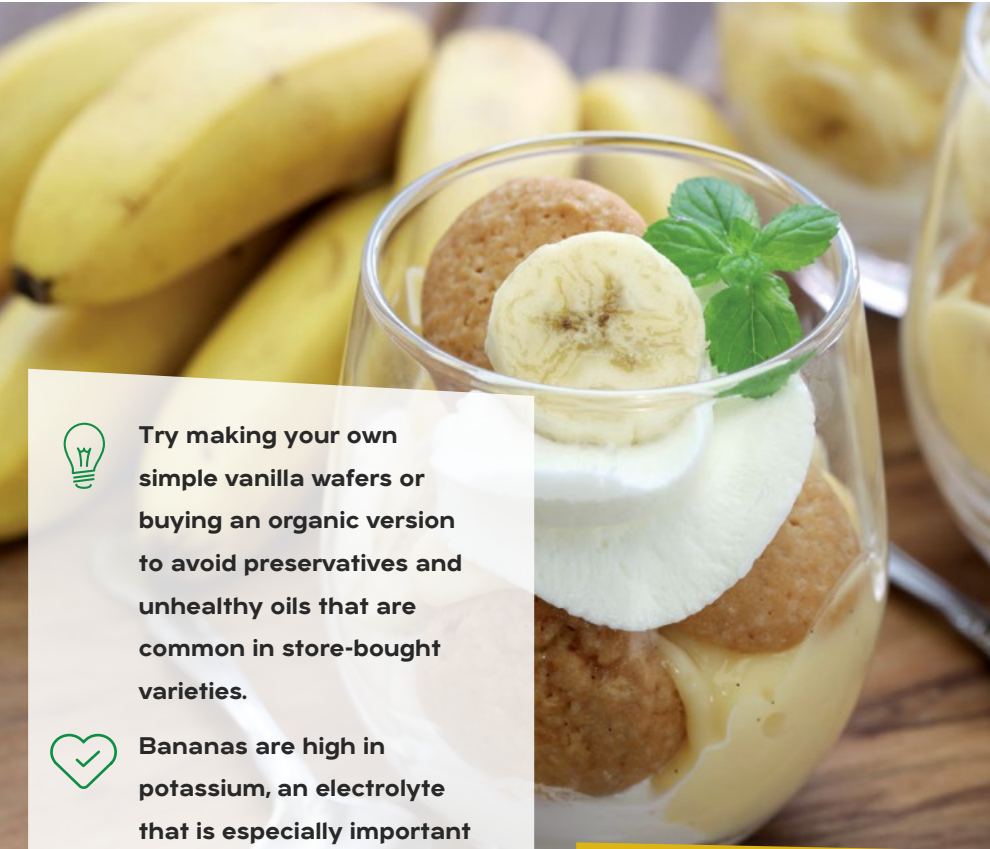 Try making your own
simple vanilla wafers or
buying an organic version
to avoid preservatives and
unhealthy oils that are
common in store-bought
varieties.
Bananas are high in
potassium, an electrolyte
that is especially important